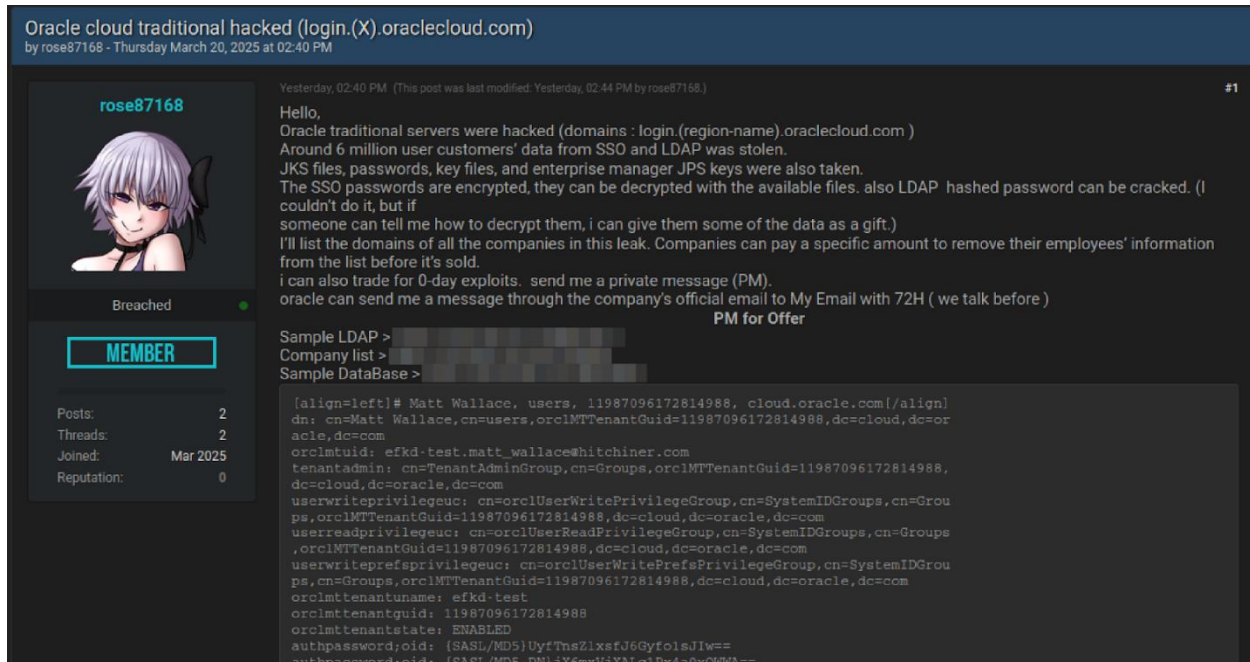 Oracle cloud traditional hacked (login.(X).oraclecloud.com)
by rose87168 - Thursday March 20, 2025 at 02:40 PM
rose87168
Breached
MEMBER
Posts: 2
Threads: 2
Joined: Mar 2025
Reputation: 0
Yesterday, 02:40 PM (This post was last modified: Yesterday, 02:44 PM by rose87168.)
#1
Hello,
Oracle traditional servers were hacked (domains : login.(region-name).oraclecloud.com )
Around 6 million user customers' data from SSO and LDAP was stolen.
JKS files, passwords, key files, and enterprise manager JPS keys were also taken.
The SSO passwords are encrypted, they can be decrypted with the available files. also LDAP hashed password can be cracked. (I
couldn't do it, but if
someone can tell me how to decrypt them, i can give them some of the data as a gift.)
I'll list the domains of all the companies in this leak. Companies can pay a specific amount to remove their employees' information
from the list before it's sold.
i can also trade for 0-day exploits. send me a private message (PM).
oracle can send me a message through the company's official email to My Email with 72H ( we talk before )
PM for Offer
Sample LDAP >
Company list >
Sample DataBase >
[align=left]# Matt Wallace, users, 11987096172814988, cloud.oracle.com[/align]
dn: cn=Matt Wallace,cn=users,orclMTTenantGuid=11987096172814988,dc=cloud,dc=or
acle,dc=com
orclmtuid: efkd-test.matt_wallace@hitchiner.com
tenantadmin: cn=TenantAdminGroup,cn=Groups,orclMTTenantGuid=11987096172814988,
dc=cloud,dc=oracle,dc=com
userwriteprivilegeuc: cn=orclUserWritePrivilegeGroup,cn=SystemIDGroups,cn=Grou
ps,orclMTTenantGuid=11987096172814988,dc=cloud,dc=oracle,dc=com
userreadprivilegeuc: cn=orclUserReadPrivilegeGroup,cn=SystemIDGroups,cn=Groups
,orclMTTenantGuid=11987096172814988,dc=cloud,dc=oracle,dc=com
userwriteprefsprivilegeuc: cn=orclUserWritePrefsPrivilegeGroup,cn=SystemIDGrou
ps,cn=Groups,orclMTTenantGuid=11987096172814988,dc=cloud,dc=oracle,dc=com
orclmttenantuname: efkd-test
orclmttenantguid: 11987096172814988
orclmttenantstate: ENABLED
authpassword;oid: {SASL/MD5}
authpassword;oid: